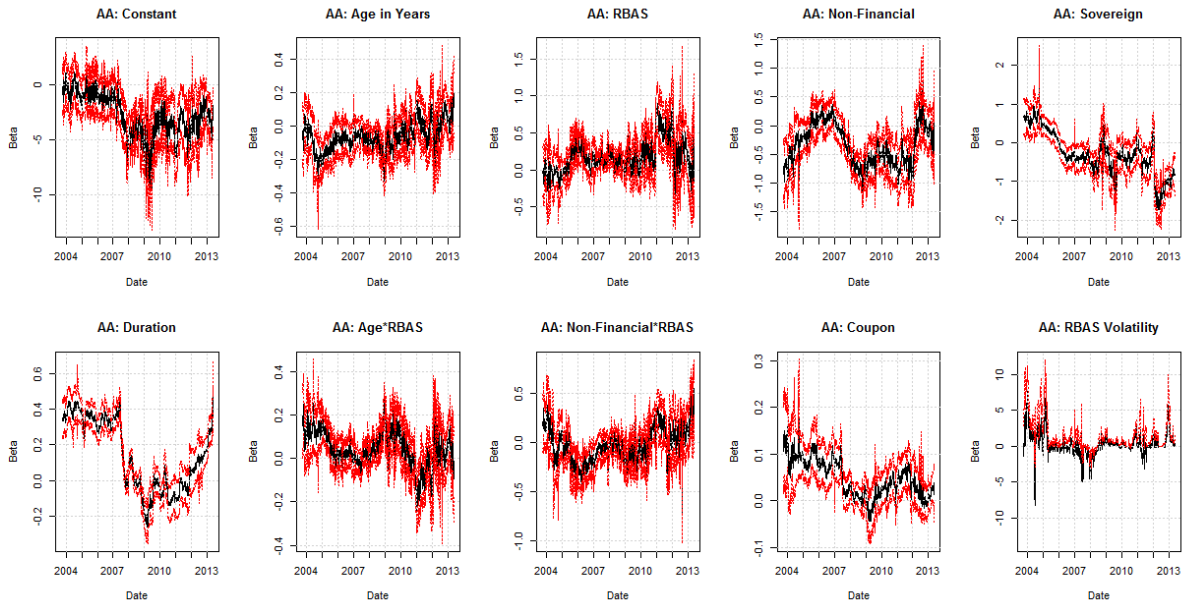 AA: Constant
Beta
0
-5
-10
2004 2007 2010 2013
Date
AA: Age in Years
Beta
0.4
0.2
0.0
-0.2
-0.4
-0.6
2004 2007 2010 2013
Date
AA: RBAS
Beta
1.5
1.0
0.5
0.0
-0.5
2004 2007 2010 2013
Date
AA: Non-Financial
Beta
1.5
1.0
0.5
0.0
-0.5
-1.0
-1.5
2004 2007 2010 2013
Date
AA: Sovereign
Beta
2
1
0
-1
-2
2004 2007 2010 2013
Date
AA: Duration
Beta
0.6
0.4
0.2
0.0
-0.2
2004 2007 2010 2013
Date
AA: Age*RBAS
Beta
0.4
0.2
0.0
-0.2
-0.4
2004 2007 2010 2013
Date
AA: Non-Financial*RBAS
Beta
0.5
0.0
-0.5
-1.0
2004 2007 2010 2013
Date
AA: Coupon
Beta
0.3
0.2
0.1
0.0
-0.1
2004 2007 2010 2013
Date
AA: RBAS Volatility
Beta
10
5
0
-5
-10
2004 2007 2010 2013
Date